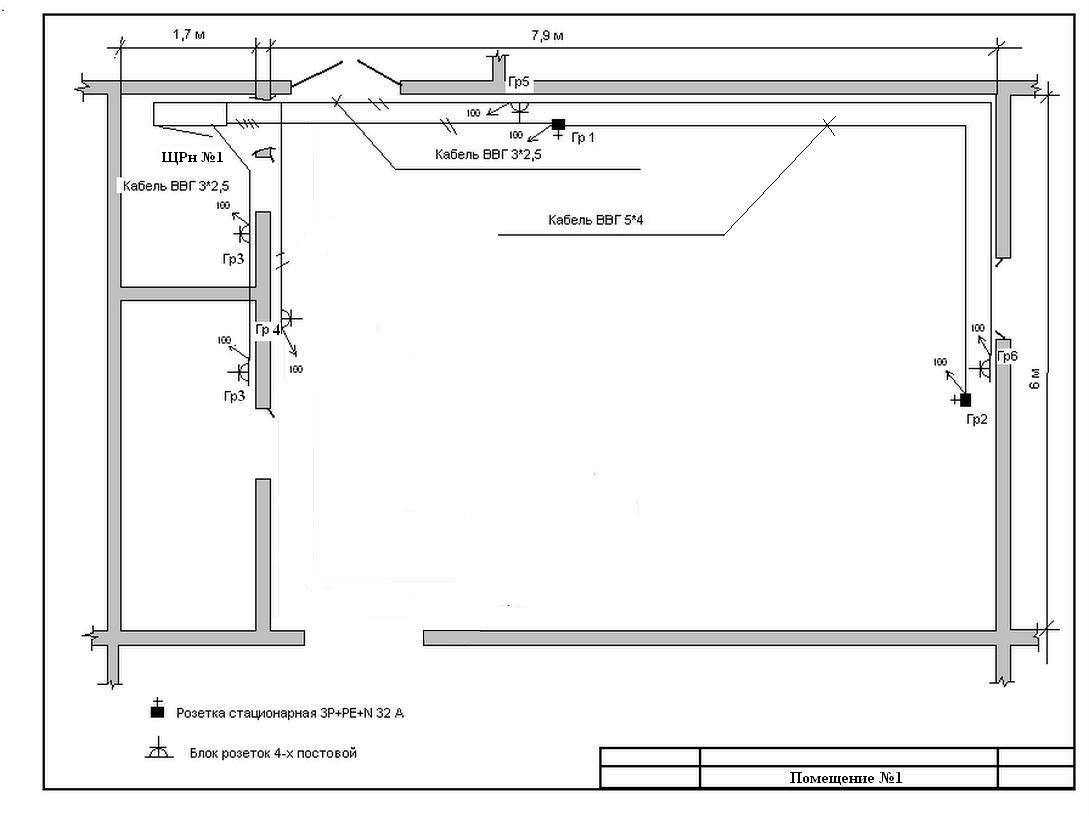 1,7 м
7,9 м
Гр5
100
100
Гр 1
Кабель ВВГ 3*2,5
ЩРн №1
Кабель ВВГ 3*2,5
100
Кабель ВВГ 5*4
Гр3
Гр 4
100
100
Гр3
100
Гр6
100
6 м
Гр2
Розетка стационарная 3Р+РЕ+N 32 А
Блок розеток 4-х постовой
Помещение №1